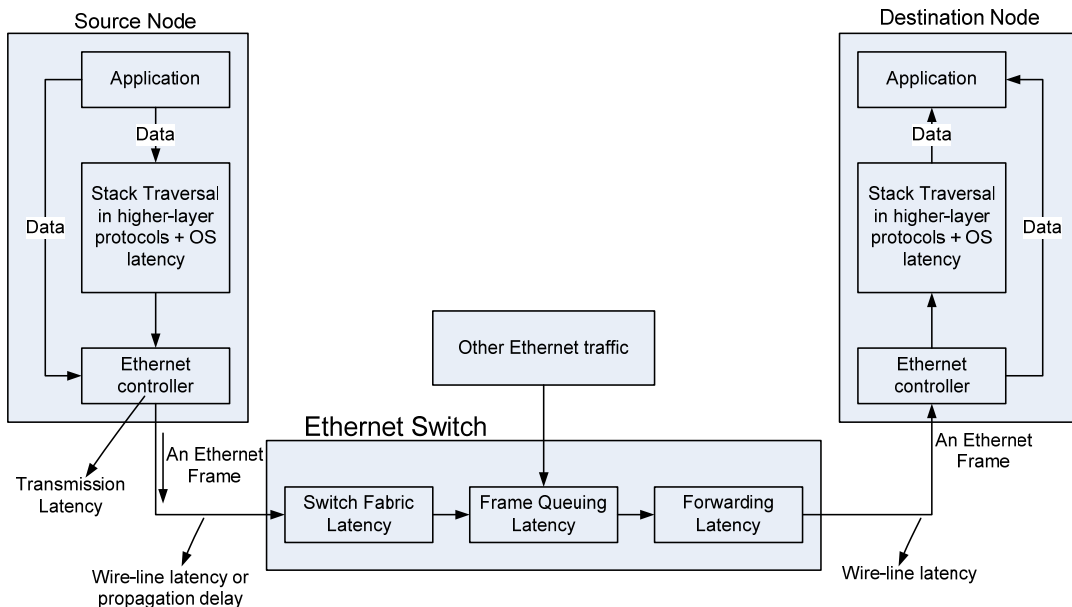 Source Node
Application
Data
Data
Stack Traversal
in higher-layer
protocols + OS
latency
Ethernet
controller
Transmission
Latency
An Ethernet
Frame
Wire-line latency or
propagation delay
Other Ethernet traffic
Ethernet Switch
Switch Fabric
Latency
Frame Queuing
Latency
Forwarding
Latency
Destination Node
Application
Data
Data
Stack Traversal
in higher-layer
protocols + OS
latency
Ethernet
controller
An Ethernet
Frame
Wire-line latency